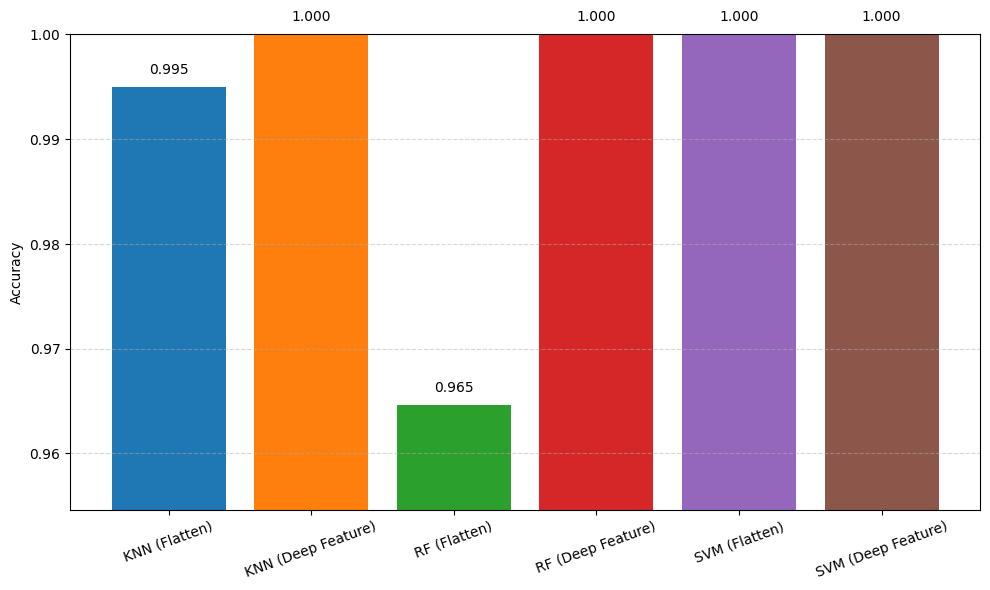 1.000 1.000 1.000 1.000
1.00
0.995
0.99
0.98
Accuracy
0.97
0.965
0.96
KNN (Flatten) KNN (Deep Feature) RF (Flatten) RF (Deep Feature) SVM (Flatten) SVM (Deep Feature)